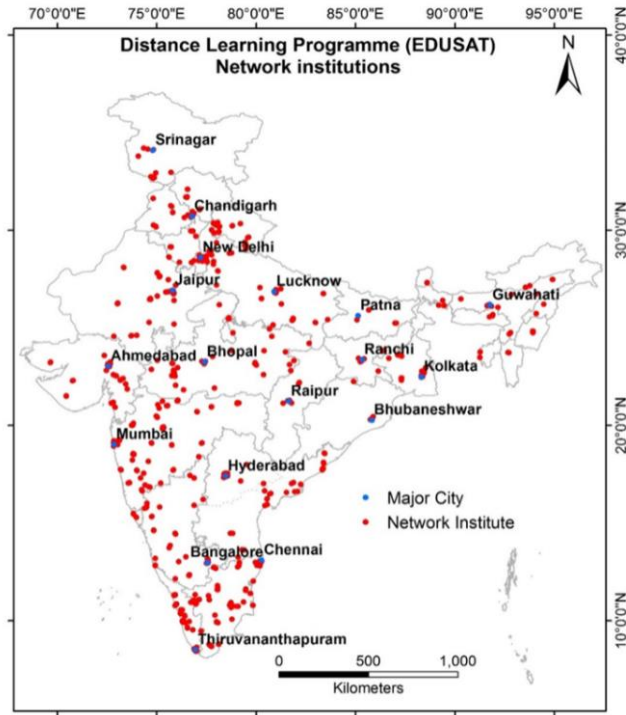 70°0'0"E 75°0'0"E 80°0'0"E 85°0'0"E 90°0'0"E 95°0'0"E
40°0'0"N
Distance Learning Programme (EDUSAT)
Network institutions
N
Srinagar
Chandigarh
30°0'0"N
New Delhi
Jaipur
Lucknow
Patna
Guwahati
Ahmedabad
Bhopal
Ranchi
Kolkata
Raipur
20°0'0"N
Bhubaneshwar
Mumbai
Hyderabad
Major City
Network Institute
Bangalore
Chennai
10°0'0"N
Thiruvananthapuram
0 500 1,000
Kilometers